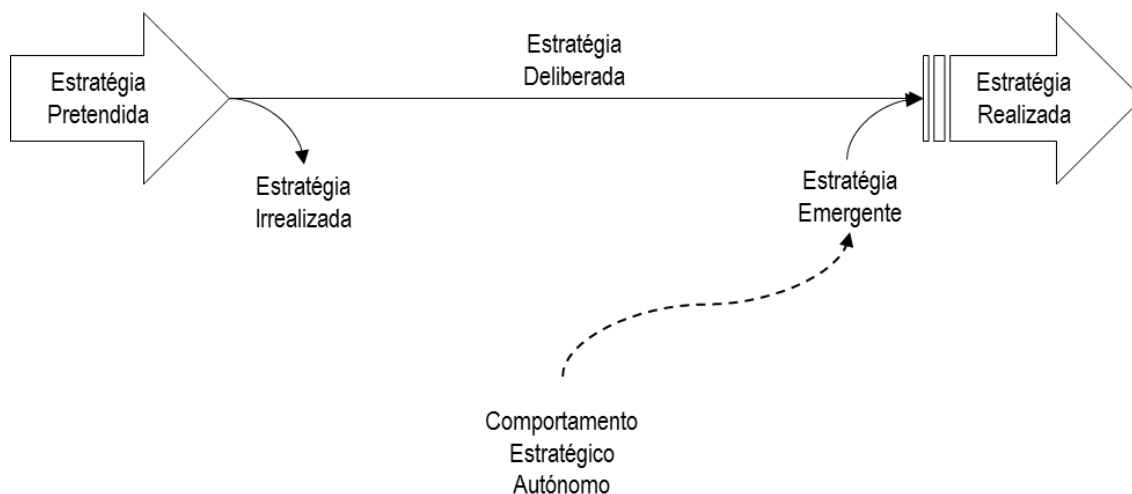 Estratégia
Pretendida
Estratégia
Deliberada
Estratégia
Realizada
Estratégia
Irrealizada
Estratégia
Emergente
Comportamento
Estratégico
Autónomo